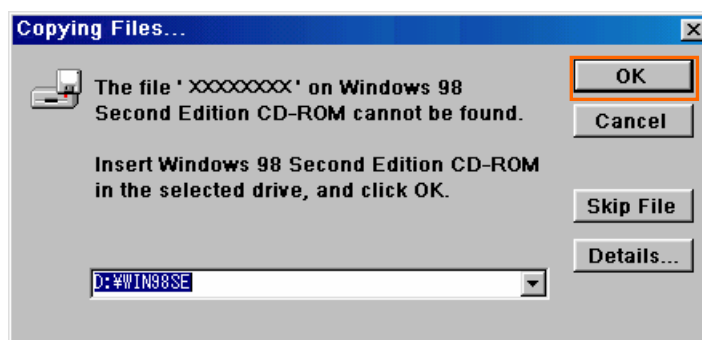 Copying Files...
The file 'XXXXXXXX' on Windows 98
Second Edition CD-ROM cannot be found.
Insert Windows 98 Second Edition CD-ROM
in the selected drive, and click OK.
D:¥WIN98SE
OK
Cancel
Skip File
Details...